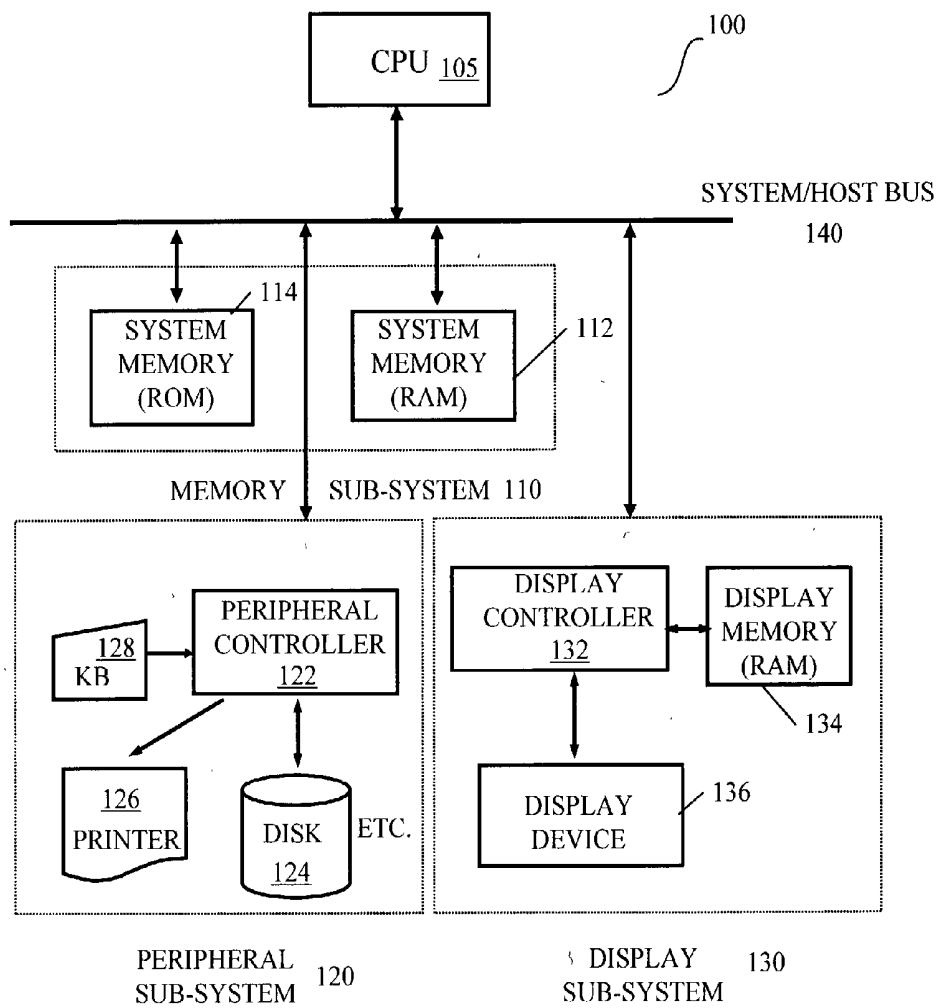 100
CPU 105
SYSTEM/HOST BUS
140
114
SYSTEM
MEMORY
(ROM)
SYSTEM
MEMORY
(RAM)
112
MEMORY SUB-SYSTEM 110
PERIPHERAL
CONTROLLER
122
128
KB
126
PRINTER
DISK
124
ETC.
DISPLAY
CONTROLLER
132
DISPLAY
MEMORY
(RAM)
134
DISPLAY
DEVICE
136
PERIPHERAL
SUB-SYSTEM
120
DISPLAY
SUB-SYSTEM
130